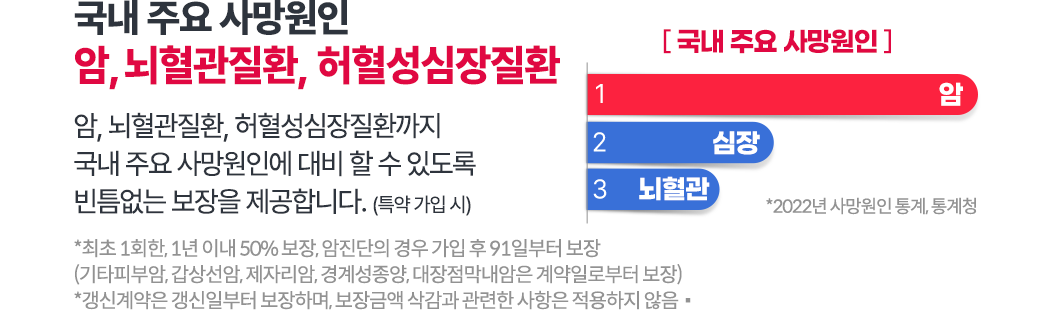 국내 주요 사망원인
암, 뇌혈관질환, 허혈성심장질환
암, 뇌혈관질환, 허혈성심장질환까지
국내 주요 사망원인에 대비 할 수 있도록
빈틈없는 보장을 제공합니다. (특약 가입 시)
[ 국내 주요 사망원인 ]
1 암
2 심장
3 뇌혈관
*2022년 사망원인 통계, 통계청
*최초 1회한, 1년 이내 50% 보장, 암진단의 경우 가입 후 91일부터 보장
(기타피부암, 갑상선암, 제자리암, 경계성종양, 대장점막내암은 계약일로부터 보장)
*갱신계약은 갱신일부터 보장하며, 보장금액 삭감과 관련한 사항은 적용하지 않음